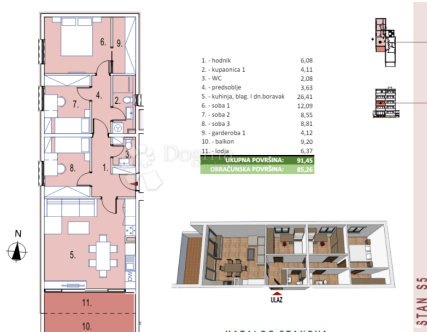 1. - hodnik 6,08
2. - kupaonica 1 4,11
3. - WC 2,08
4. - predsoblje 3,63
5. - kuhinja, blag. i dn.boravak 26,41
6. - soba 1 12,09
7. - soba 2 8,55
8. - soba 3 8,81
9. - garderoba 1 4,12
10. - balkon 9,20
11. - lođa 6,37
UKUPNA POVRŠINA: 91,45
OBRAČUNSKA POVRŠINA: 85,26
6.
9.
4.
2.
7.
3.
8.
1.
5.
11.
10.
N
ULAZ
STAN S5